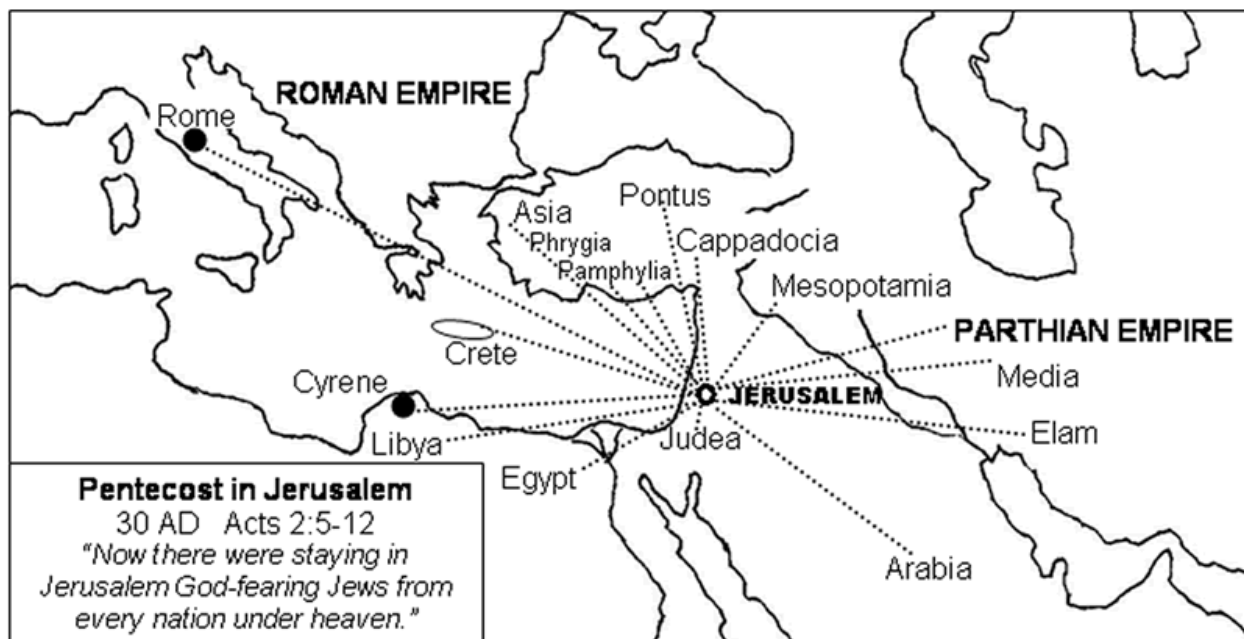 ROMAN EMPIRE
Rome
Pontus
Asia
Phrygia
Cappadocia
Pamphylia
Mesopotamia
PARTHIAN EMPIRE
Crete
Media
Cyrene
JERUSALEM
Libya
Judea
Elam
Egypt
Arabia
Pentecost in Jerusalem
30 AD Acts 2:5-12
"Now there were staying in
Jerusalem God-fearing Jews from
every nation under heaven."